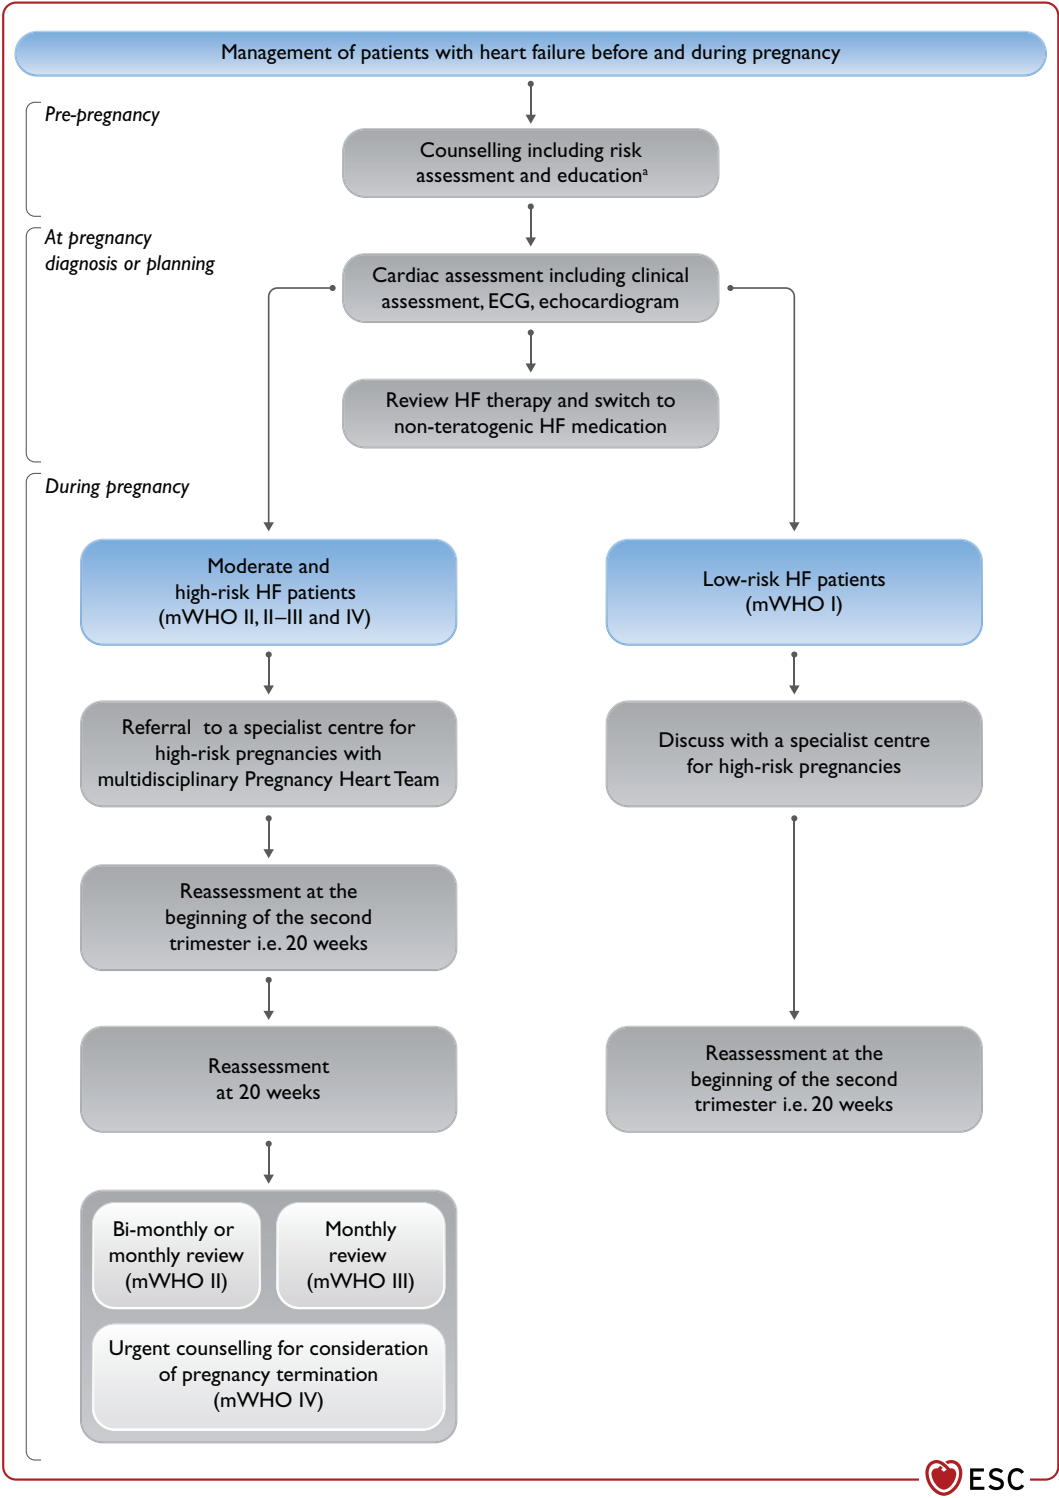 Management of patients with heart failure before and during pregnancy
Pre-pregnancy
Counselling including risk
assessment and educationᵃ
At pregnancy
diagnosis or planning
Cardiac assessment including clinical
assessment, ECG, echocardiogram
Review HF therapy and switch to
non-teratogenic HF medication
During pregnancy
Moderate and
high-risk HF patients
(mWHO II, II–III and IV)
Referral to a specialist centre for
high-risk pregnancies with
multidisciplinary Pregnancy Heart Team
Reassessment at the
beginning of the second
trimester i.e. 20 weeks
Reassessment
at 20 weeks
Bi-monthly or
monthly review
(mWHO II)
Monthly
review
(mWHO III)
Urgent counselling for consideration
of pregnancy termination
(mWHO IV)
Low-risk HF patients
(mWHO I)
Discuss with a specialist centre
for high-risk pregnancies
Reassessment at the
beginning of the second
trimester i.e. 20 weeks
ESC